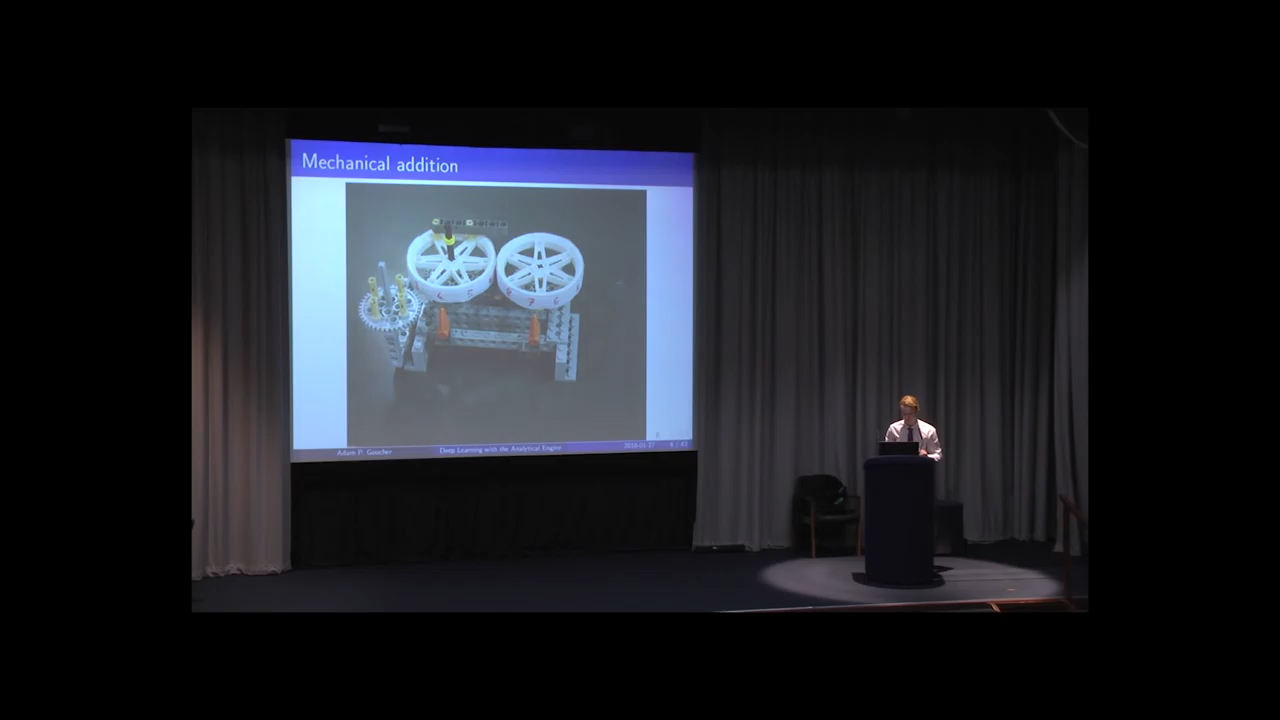 Mechanical addition
Adam P. Goucher
Deep Learning with the Analytical Engine